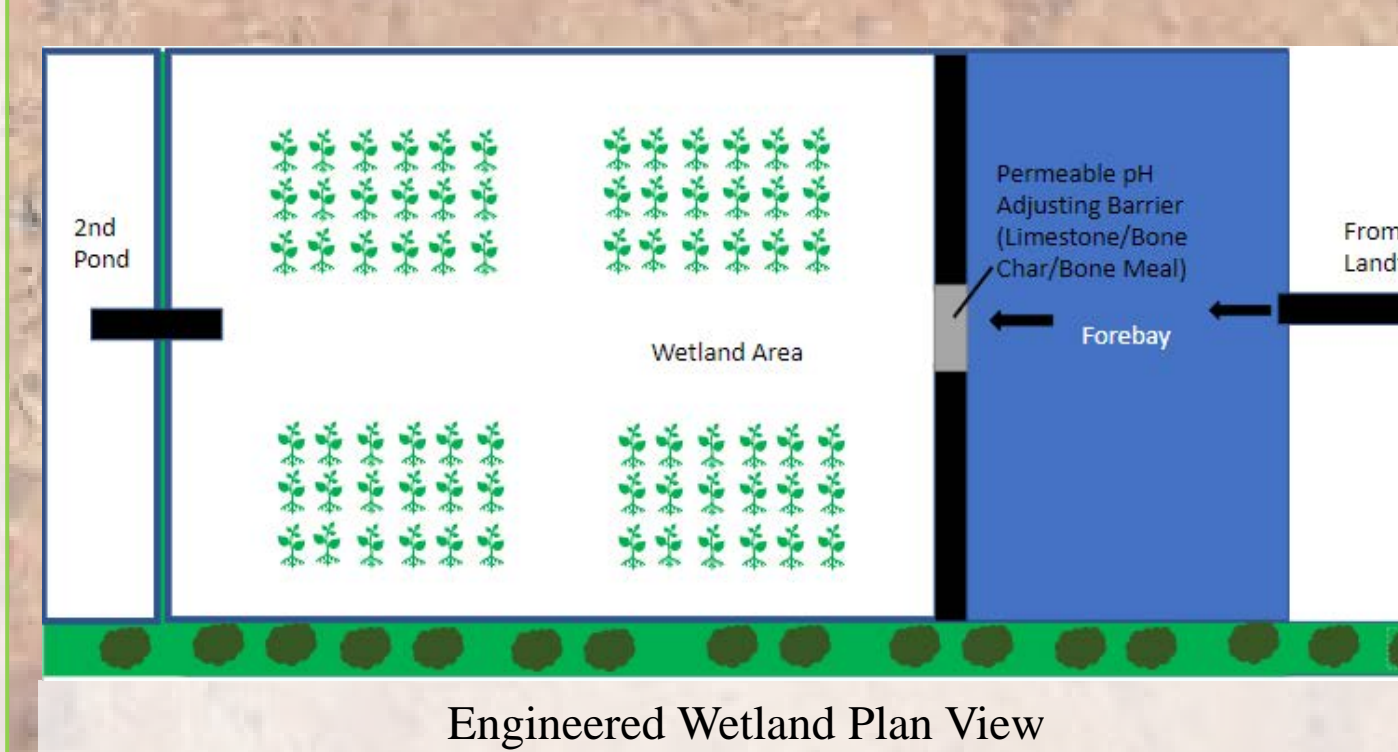 2nd
Pond
Wetland Area
Permeable pH
Adjusting Barrier
(Limestone/Bone
Char/Bone Meal)
Forebay
From
Engineered Wetland Plan View